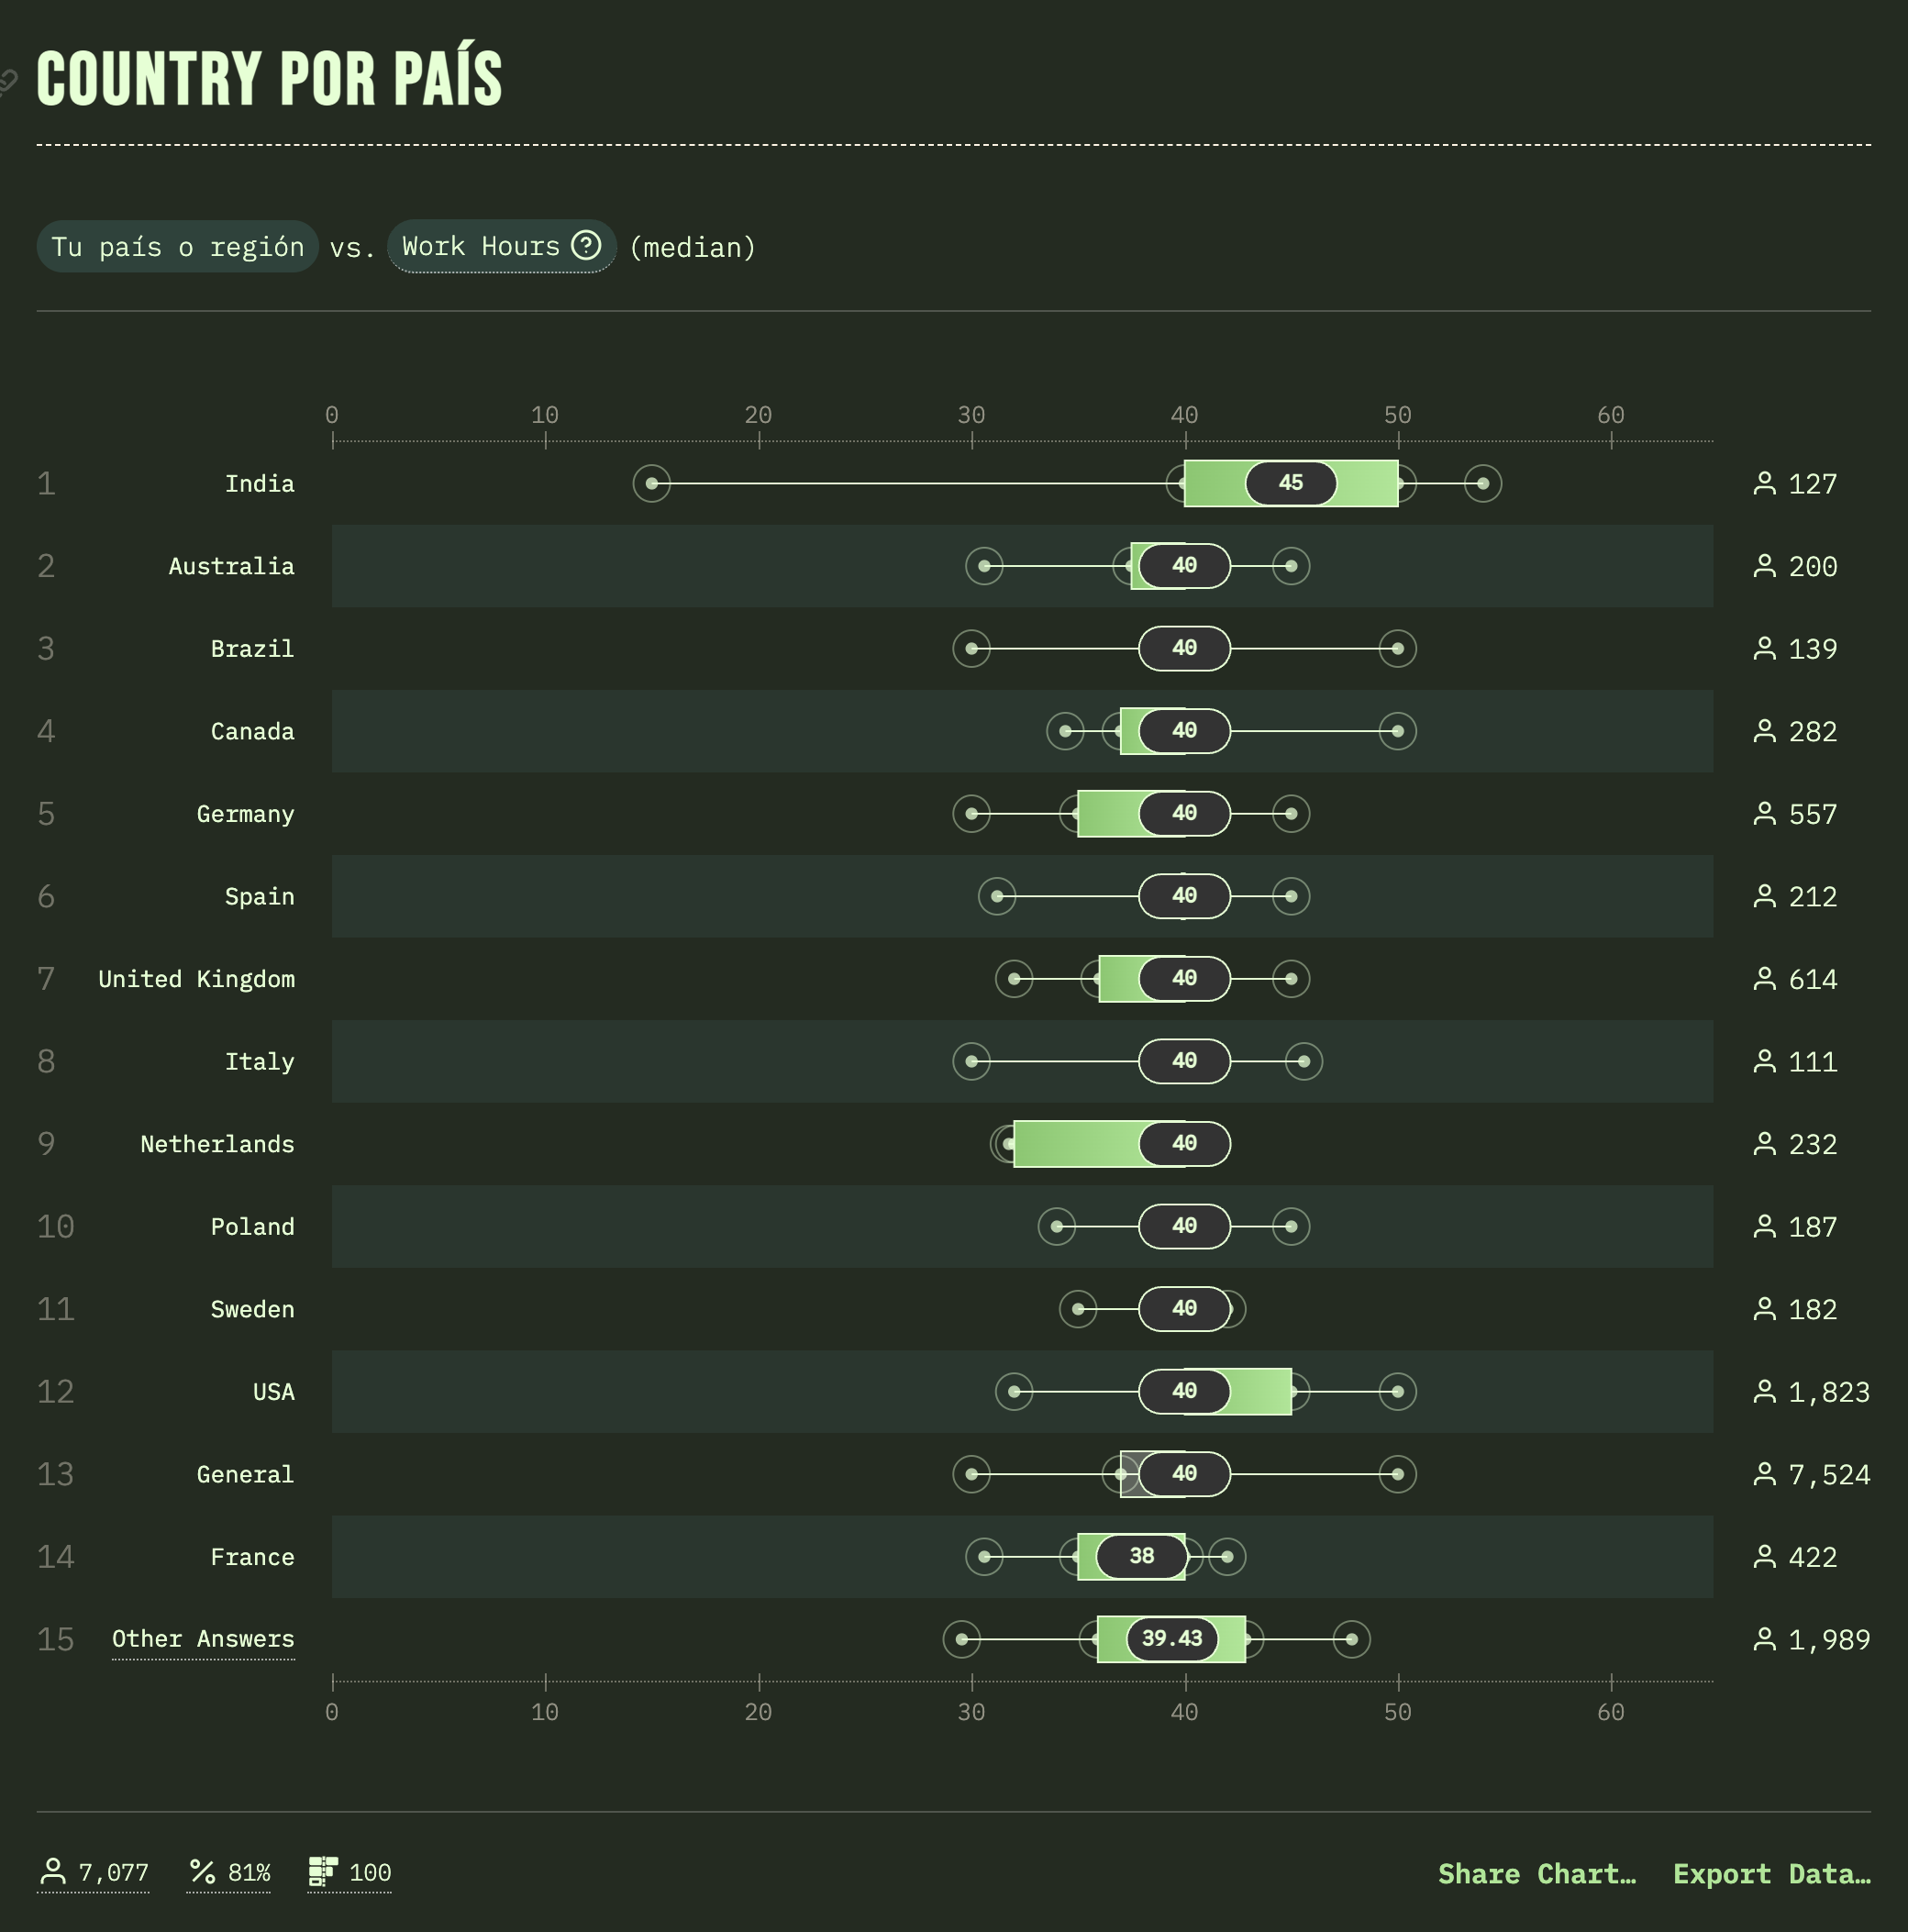 COUNTRY POR PAÍS
Tu país o región vs. Work Hours ? (median)
0 10 20 30 40 50 60
1 India 45 127
2 Australia 40 200
3 Brazil 40 139
4 Canada 40 282
5 Germany 40 557
6 Spain 40 212
7 United Kingdom 40 614
8 Italy 40 111
9 Netherlands 40 232
10 Poland 40 187
11 Sweden 40 182
12 USA 40 1,823
13 General 40 7,524
14 France 38 422
15 Other Answers 39.43 1,989
0 10 20 30 40 50 60
7,077 % 81% 100 Share Chart… Export Data…